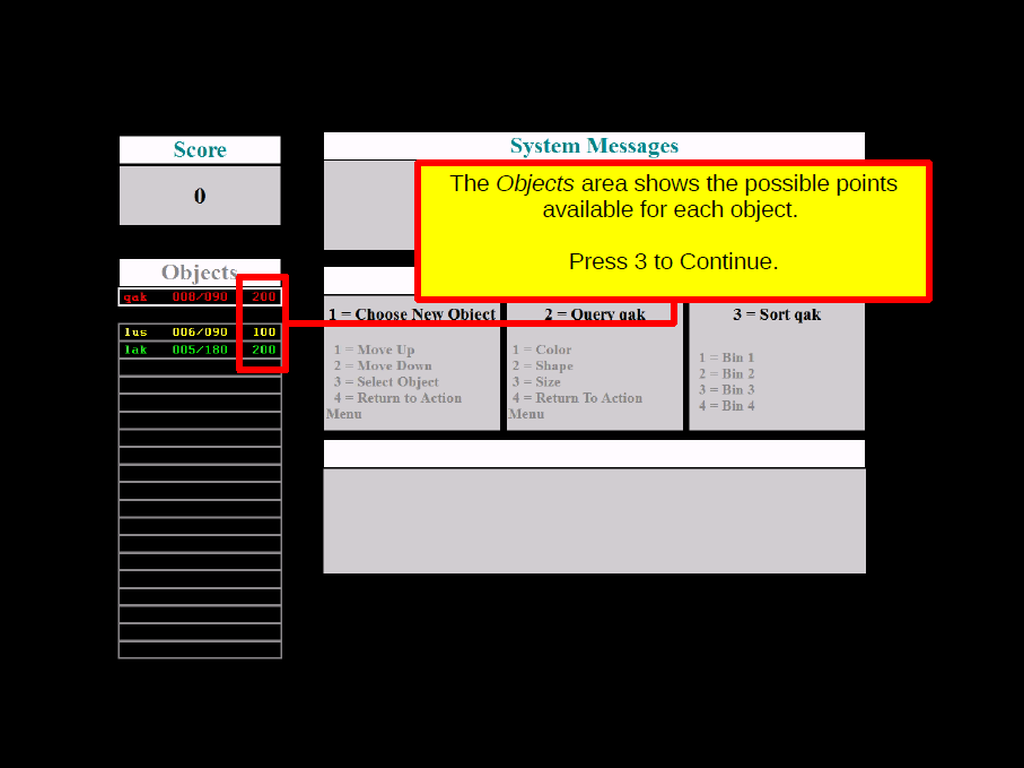 Score
0
System Messages
The Objects area shows the possible points
available for each object.
Press 3 to Continue.
Objects
qak 008/090 200
lus 006/090 100
lak 005/180 200
1 = Choose New Object
1 = Move Up
2 = Move Down
3 = Select Object
4 = Return to Action
Menu
2 = Query qak
1 = Color
2 = Shape
3 = Size
4 = Return To Action
Menu
3 = Sort qak
1 = Bin 1
2 = Bin 2
3 = Bin 3
4 = Bin 4